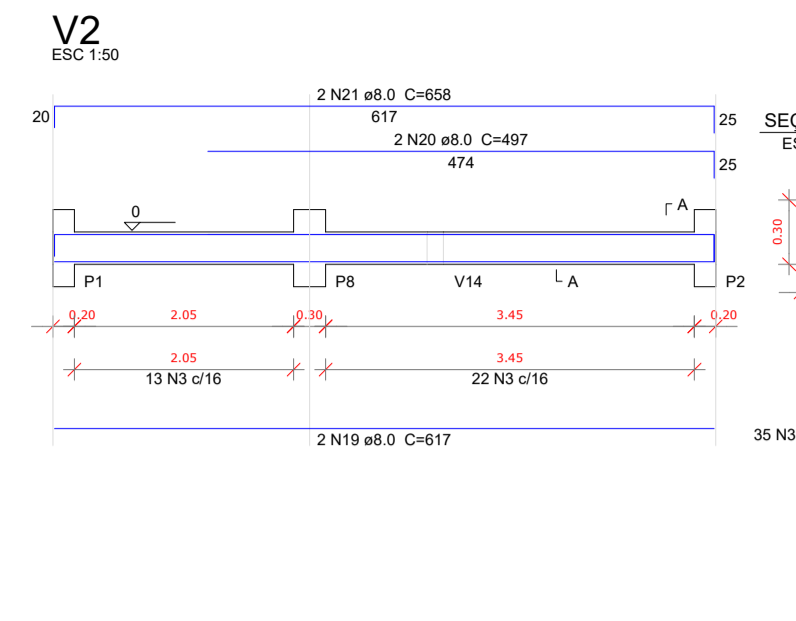 V2
ESC 1:50
2 N21 ø8.0 C=658
20
617
25
SEÇ
2 N20 ø8.0 C=497
474
25
A
0
0.30
P1
P8
V14
A
P2
0.20
2.05
0.30
3.45
0.20
2.05
3.45
13 N3 c/16
22 N3 c/16
2 N19 ø8.0 C=617
35 N3